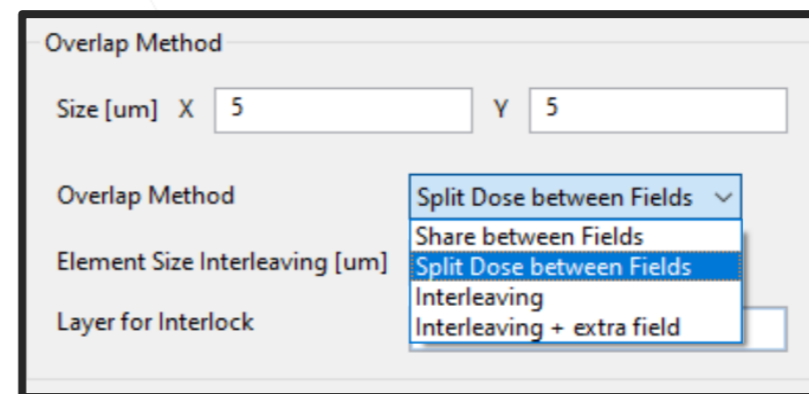 Overlap Method
Size [um] X 5 Y 5
Overlap Method Split Dose between Fields
Share between Fields
Element Size Interleaving [um] Split Dose between Fields
Interleaving
Layer for Interlock Interleaving + extra field